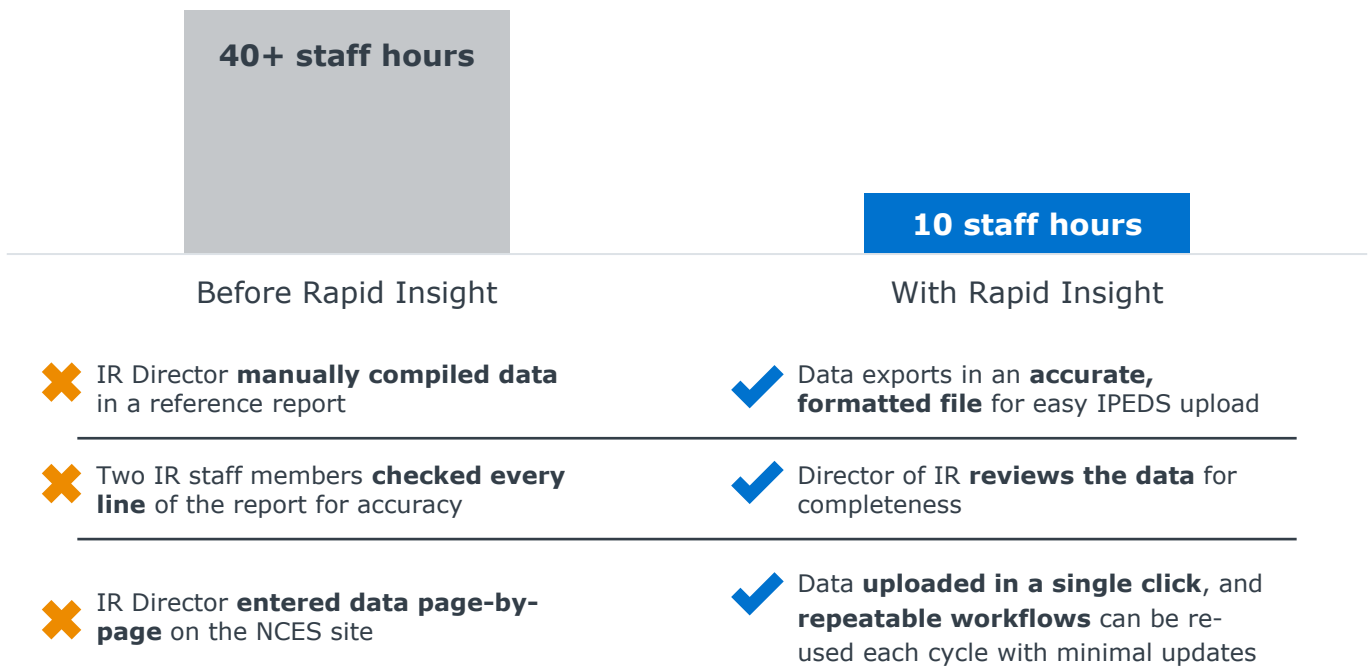 40+ staff hours
10 staff hours
Before Rapid Insight
With Rapid Insight
IR Director manually compiled data
in a reference report
Data exports in an accurate,
formatted file for easy IPEDS upload
Two IR staff members checked every
line of the report for accuracy
Director of IR reviews the data for
completeness
IR Director entered data page-by-
page on the NCES site
Data uploaded in a single click, and
repeatable workflows can be re-
used each cycle with minimal updates